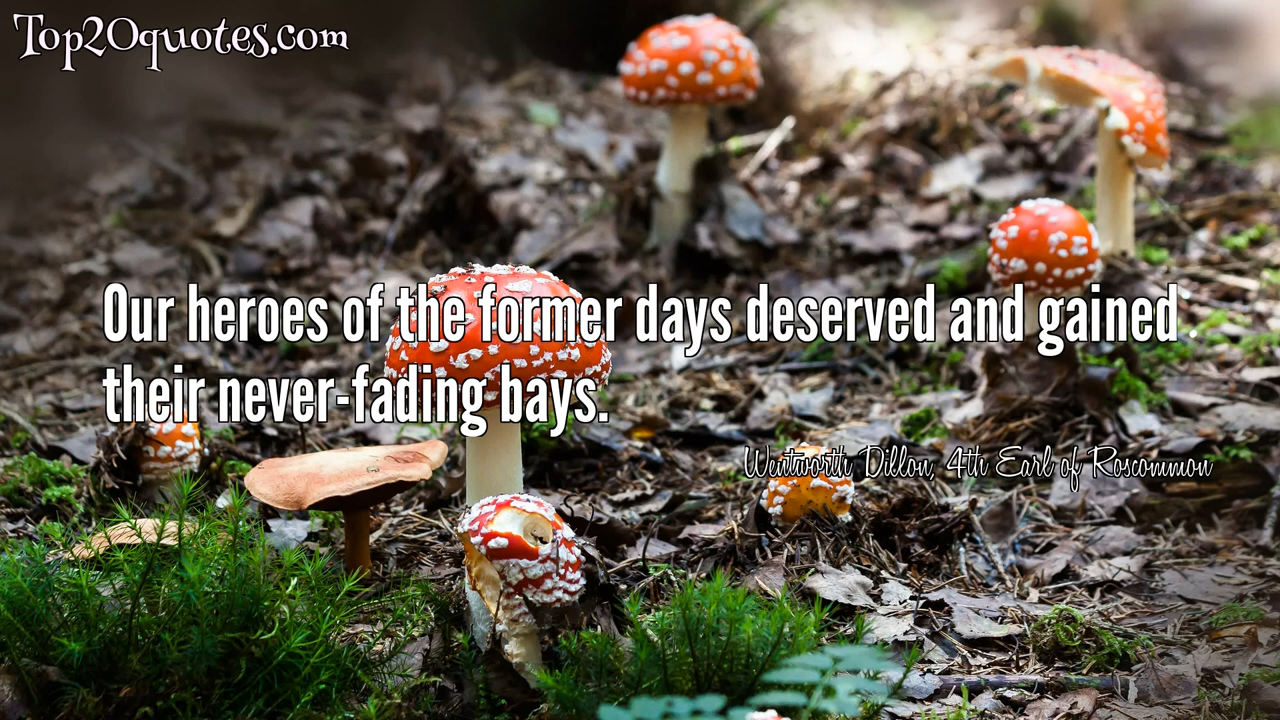 Top20quotes.com
Our heroes of the former days deserved and gained
their never-fading bays.
Wentworth Dillon, 4th Earl of Roscommon